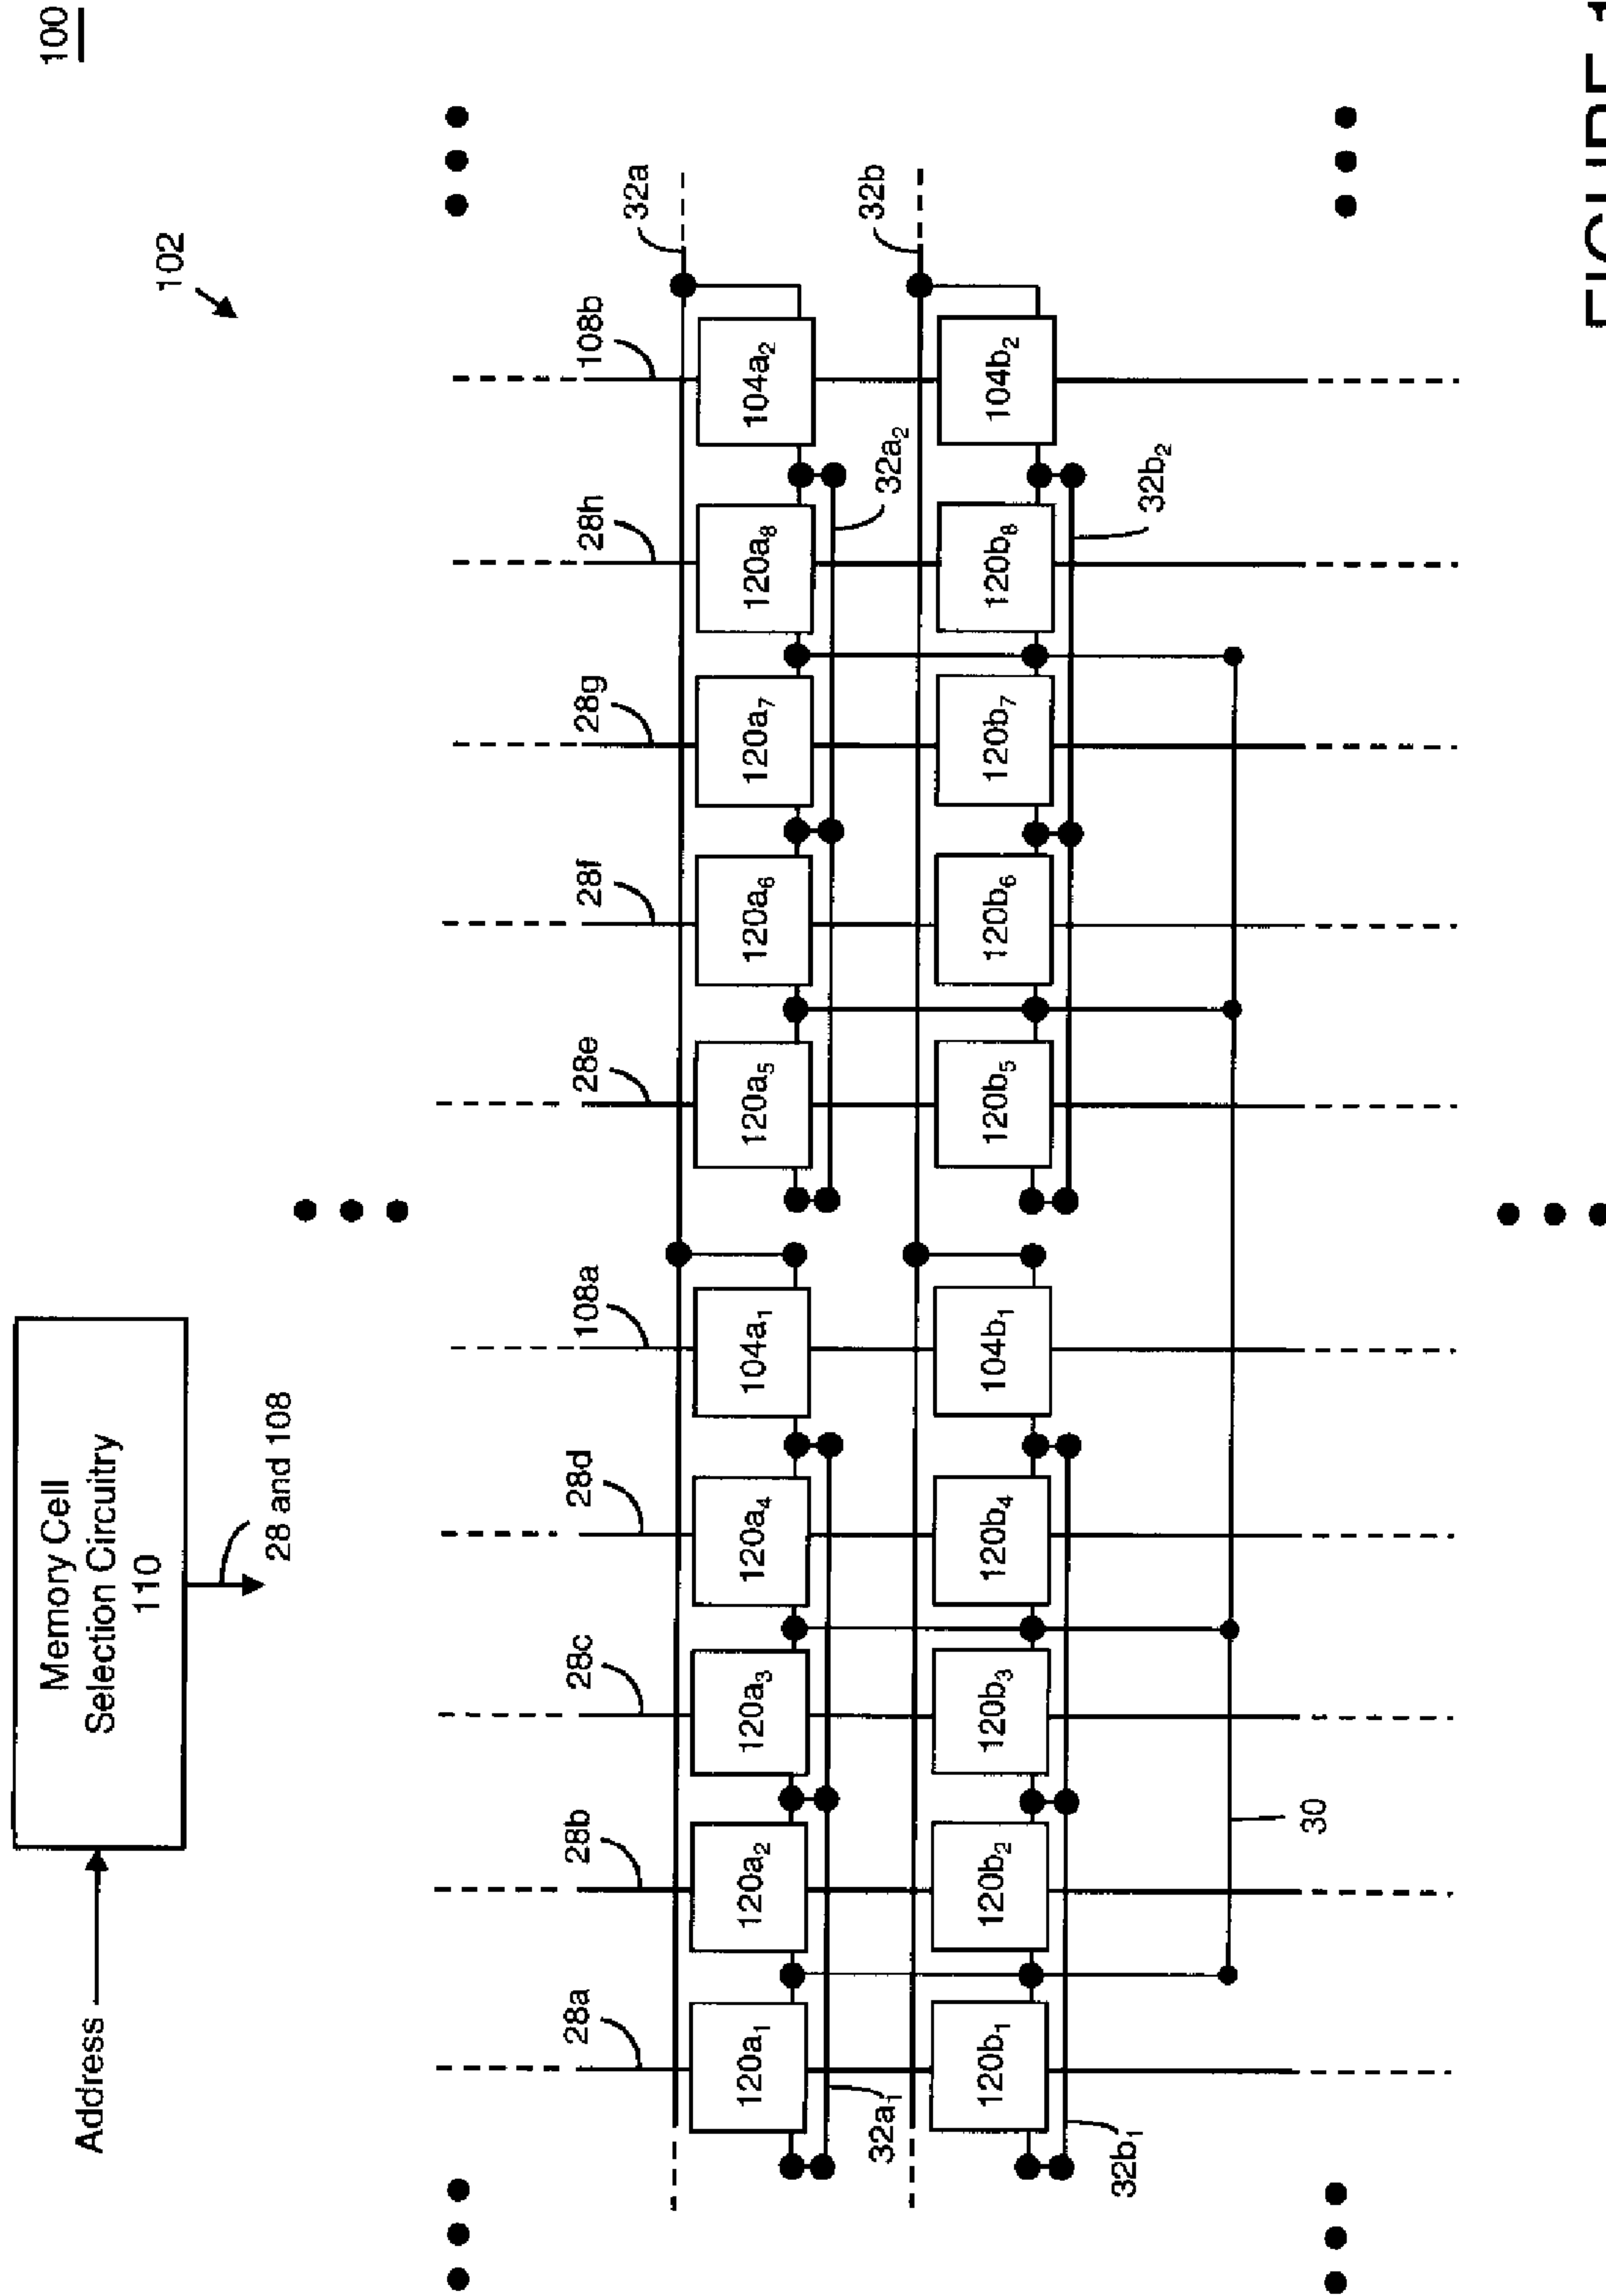 100
102
Memory Cell
Selection Circuitry
110
Address
28 and 108
28a
28b
28c
28d
108a
28e
28f
28g
28h
108b
32a
120a₁
120a₂
120a₃
120a₄
104a₁
120a₅
120a₆
120a₇
120a₈
104a₂
32a₁
32a₂
32b
120b₁
120b₂
120b₃
120b₄
104b₁
120b₅
120b₆
120b₇
120b₈
104b₂
32b₁
32b₂
30
FIGURE 1